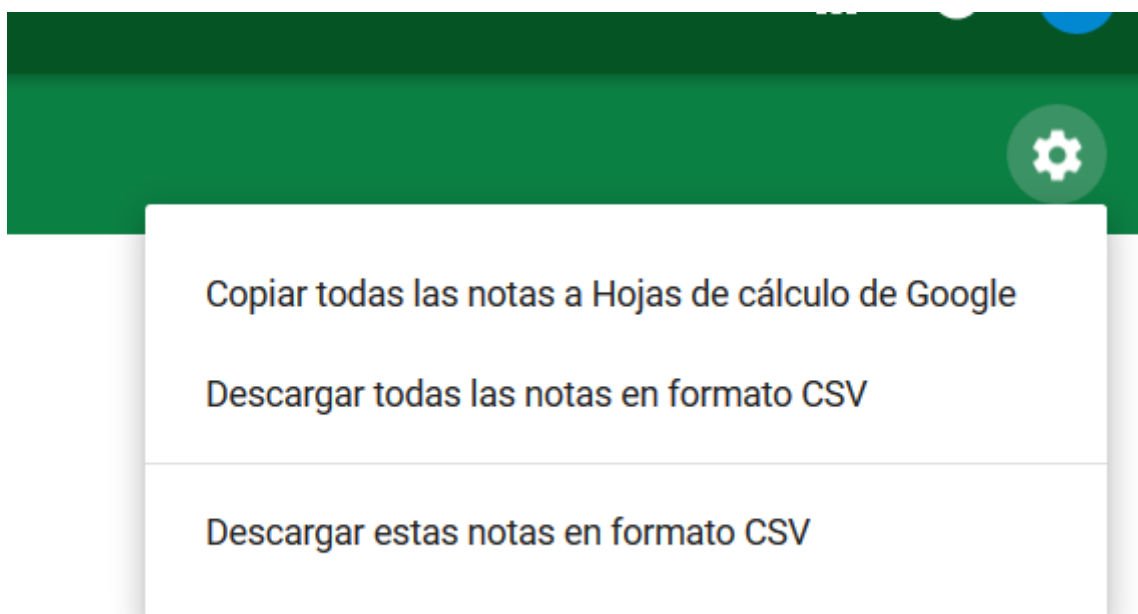 Copiar todas las notas a Hojas de cálculo de Google
Descargar todas las notas en formato CSV
Descargar estas notas en formato CSV